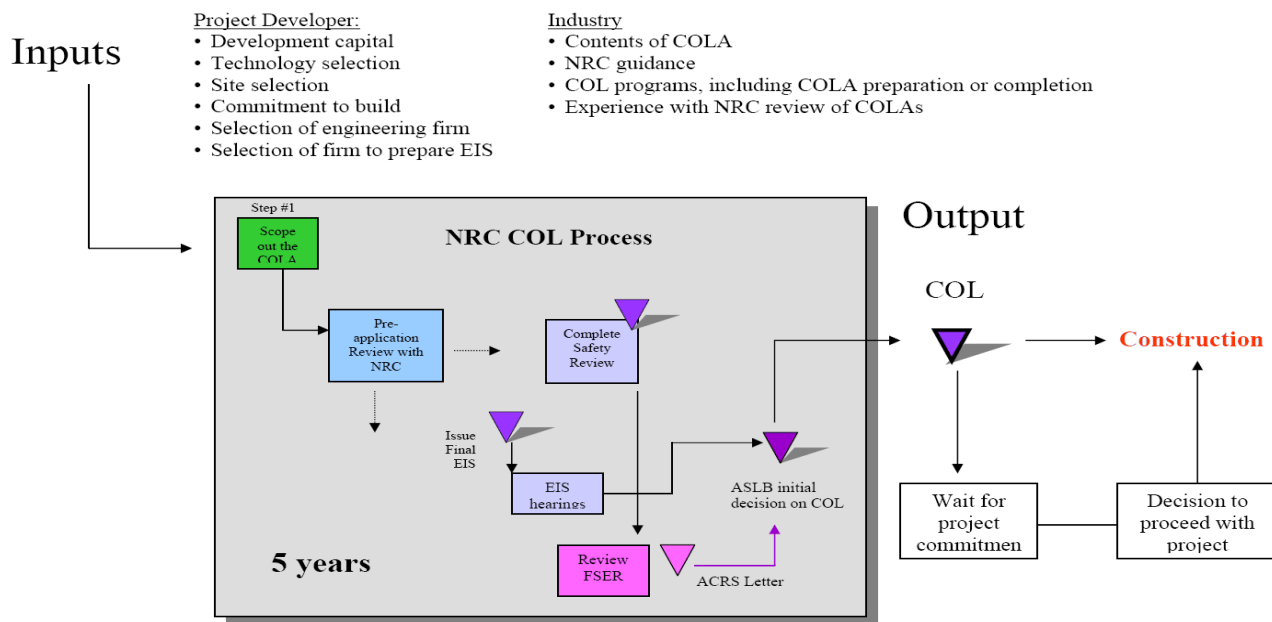 Inputs
Project Developer:
• Development capital
• Technology selection
• Site selection
• Commitment to build
• Selection of engineering firm
• Selection of firm to prepare EIS
Industry
• Contents of COLA
• NRC guidance
• COL programs, including COLA preparation or completion
• Experience with NRC review of COLAs
Step #1
Scope
out the
COLA
NRC COL Process
Pre-
application
Review with
NRC
Complete
Safety
Review
Issue
Final
EIS
EIS
hearings
ASLB initial
decision on COL
Review
FSER
ACRS Letter
5 years
Output
COL
Construction
Wait for
project
commitmen
Decision to
proceed with
project